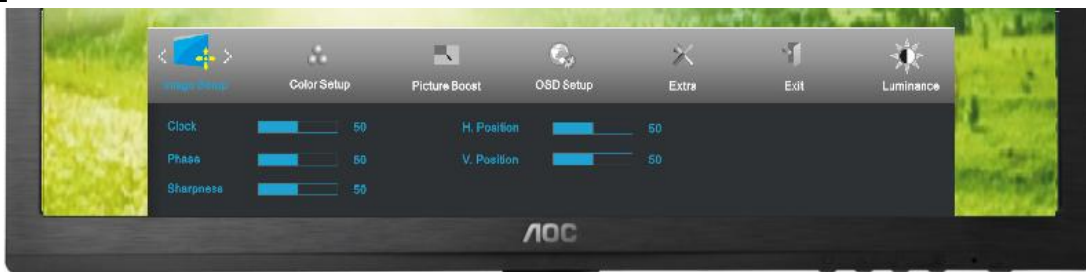 Image Setup
Color Setup
Picture Boost
OSD Setup
Extra
Exit
Luminance
Clock 50 H. Position 50
Phase 50 V. Position 50
Sharpness 50
AOC